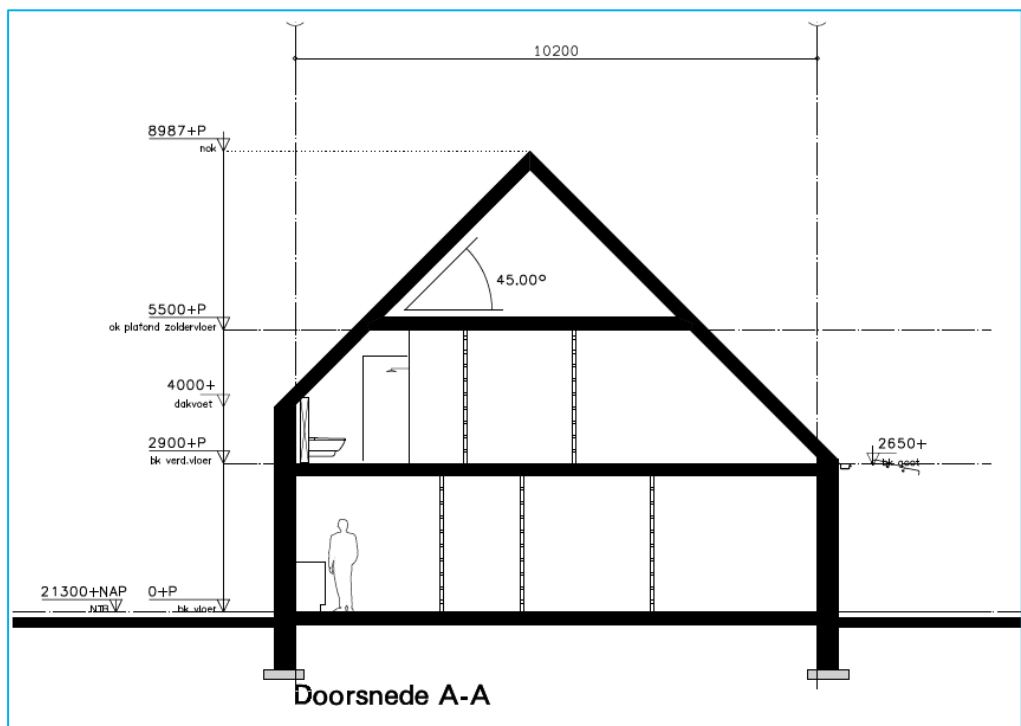 10200
8987+P
nok
45.00°
5500+P
ok plafond zoldervloer
4000+
dakvoet
2900+P
bk verd.vloer
2650+
bk goot
21300+NAP
0+P
bk vloer
Doorsnede A-A